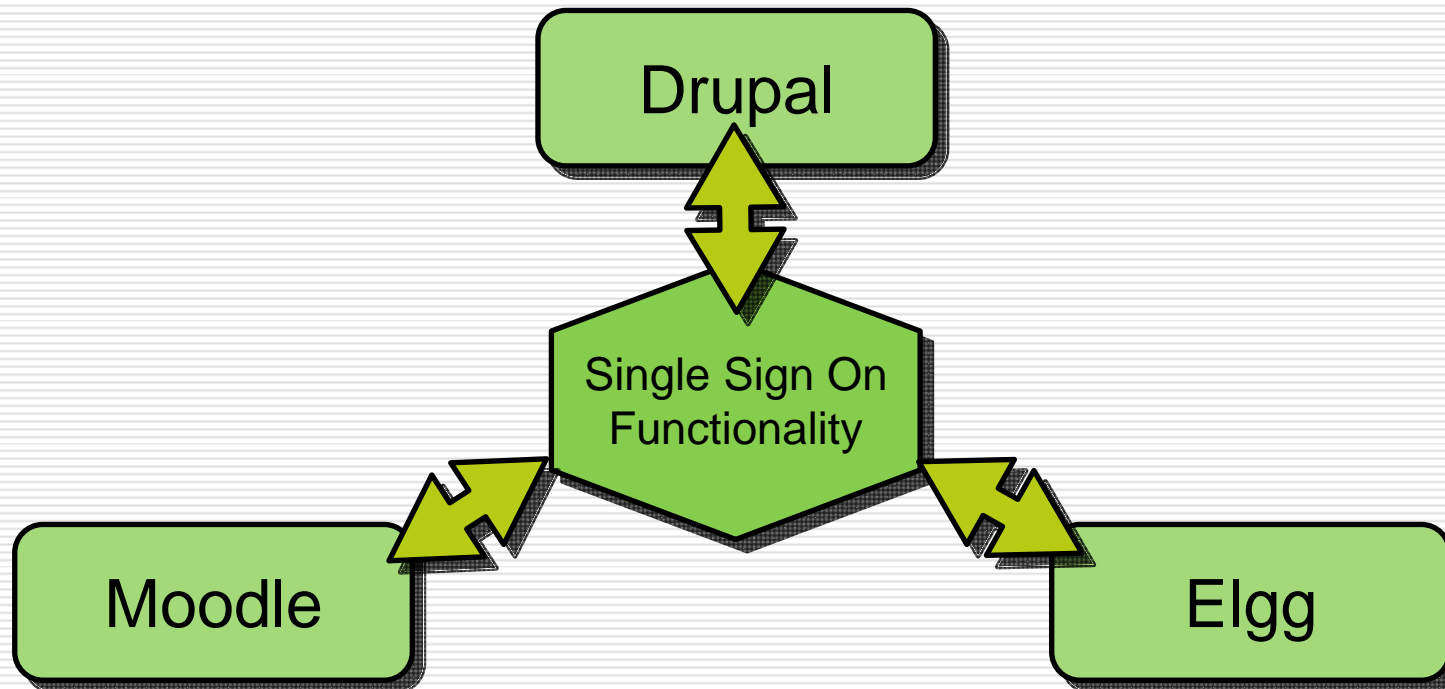 Drupal
Single Sign On
Functionality
Moodle
Elgg